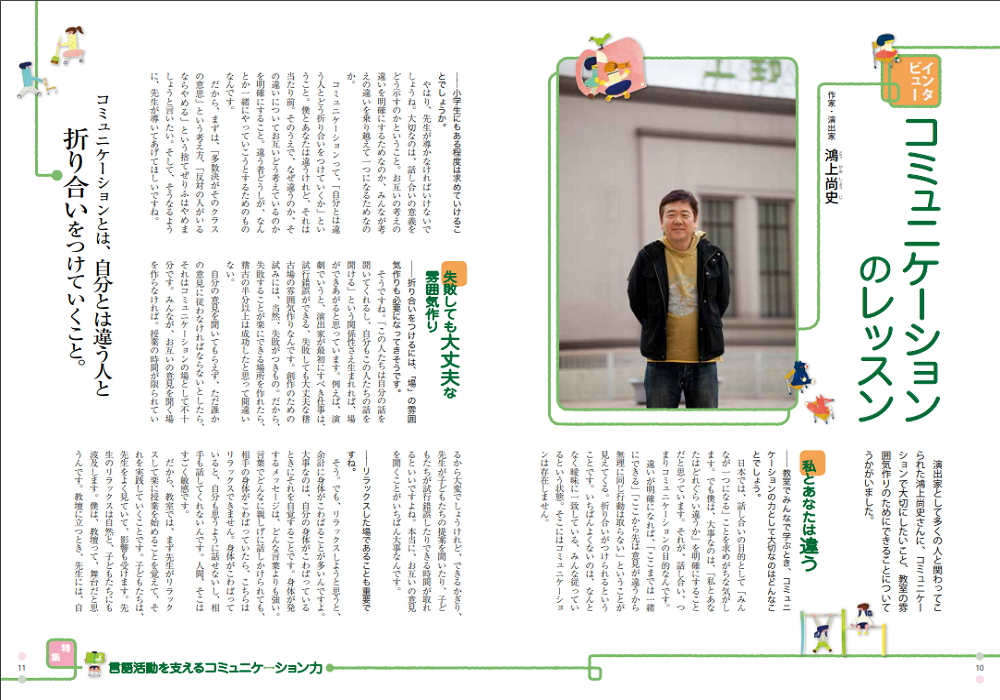 インタ
ビュー
コミュニケーション
のレッスン
作家・演出家
鴻上尚史
こうかみしょうじ
演出家として多くの人と関わってこ
られた鴻上尚史さんに、コミュニケー
ションで大切にしたいこと、教室の雰
囲気作りのためにできることについて
うかがいました。
私とあなたは違う
――教室でみんなで学ぶとき、コミュニ
ケーションの力として大切なのはどんなこ
とでしょう。
日本では、話し合いの目的として「みん
なが一つになる」ことを求めがちな気がし
ます。でも僕は、大事なのは、「私とあな
たはどれぐらい違うか」を明確にすること
だと思っています。それが、話し合い、つ
まりコミュニケーションの目的なんです。
違いが明確になれば、「ここまでは一緒
にできる」「ここから先は意見が違うから
無理に同じ行動は取らない」ということが
見えてくる。折り合いがつけられるという
ことです。いちばんよくないのは、なんと
なく曖昧に一致している、みんな従ってい
るという状態。そこにはコミュニケーショ
ンは存在しません。
――小学生にもある程度は求めていけるこ
とでしょうか。
やはり、先生が導かなければいけないで
しょうね。大切なのは、話し合いの意義を
どう示すのかということ。お互いの考えの
違いを明確にするためなのか、みんなが考
えの違いを乗り越えて一つになるためなの
か。
コミュニケーションって、「自分とは違
う人とどう折り合いをつけていくか」とい
うこと。僕とあなたは違うけれど、それは
当たり前。そのうえで、なぜ違うのか、そ
の違いについてお互いどう考えているのか
を明確にすること。違う者どうしが、なん
とか一緒にやっていこうとするためのもの
なんです。
だから、まずは、「多数決がそのクラス
の意思」という考え方、「反対の人がいる
ならやめる」という捨てぜりふはやめま
しょうと言いたい。そして、そうなるよう
に、先生が導いてあげてほしいですね。
コミュニケーションとは、自分とは違う人と
折り合いをつけていくこと。
失敗しても大丈夫な
雰囲気作り
――折り合いをつけるには、「場」の雰囲
気作りも必要になってきそうです。
そうですね。「この人たちは自分の話を
聞いてくれるし、自分もこの人たちの話を
聞ける」という関係性さえ生まれれば、場
ができあがると思っています。例えば、演
劇でいうと、演出家が最初にすべき仕事は、
試行錯誤ができる、失敗しても大丈夫な稽
古場の雰囲気作りなんです。創作のための
試みには、当然、失敗がつきもの。だから、
失敗することが楽にできる場所を作れたら、
稽古の半分以上は成功したと思って間違い
ない。
自分の意見を聞いてもらえず、ただ誰か
の意見に従わなければならないとしたら、
それはコミュニケーションの場として不十
分です。みんなが、お互いの意見を聞く場
を作らなければ。授業の時間が限られてい
るから大変でしょうけれど、できるかぎり、
先生が子どもたちの提案を聞いたり、子ど
もたちが試行錯誤したりできる時間が取れ
るといいですよね。本当に、お互いの意見
を聞くことがいちばん大事なんです。
――リラックスした場であることも重要で
すね。
そう。でも、リラックスしようと思うと、
余計に身体がこわばることが多いんですよ。
大事なのは、自分の身体がこわばっている
ときにそれを自覚することです。身体が発
するメッセージは、どんな言葉よりも強い。
言葉でどんなに親しげに話しかけられても、
相手の身体がこわばっていたら、こちらは
リラックスできません。身体がこわばって
いると、自分も思うように話せないし、相
手も話してくれないんです。人間、そこは
すごく敏感です。
だから、教室では、まず先生がリラック
スして楽に授業を始めることを覚えて、そ
れを実践していくことです。子どもたちは、
先生をよく見ていて、影響も受けます。先
生のリラックスは自然と、子どもたちにも
波及します。僕は、教壇って、舞台だと思
うんです。教壇に立つとき、先生には、自
特集
言語活動を支えるコミュニケーション力
11
10